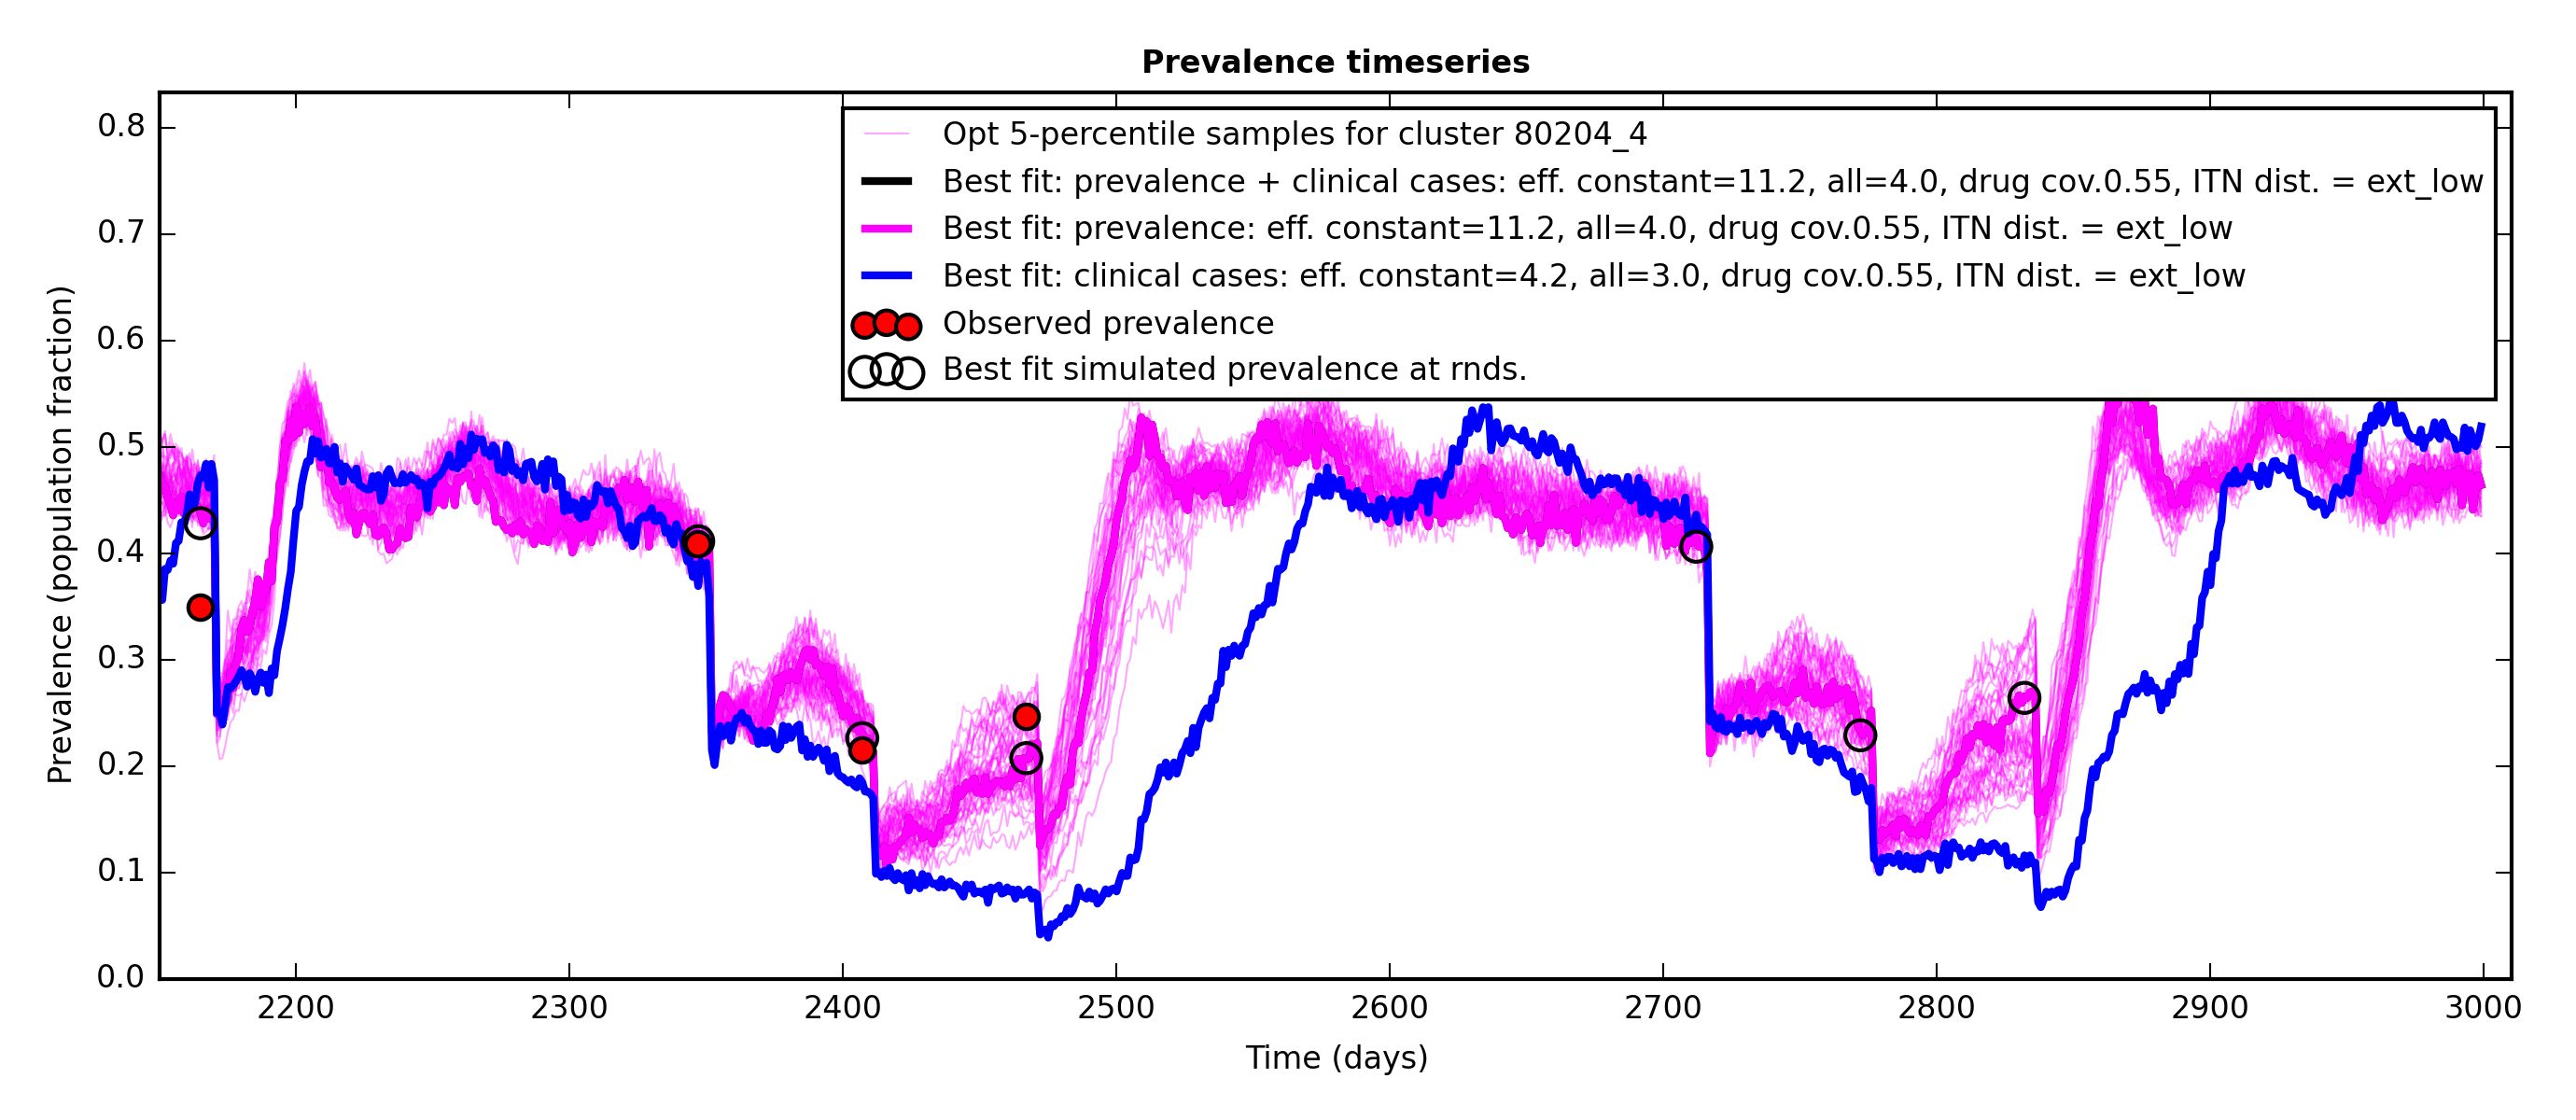 Prevalence timeseries
Opt 5-percentile samples for cluster 80204_4
Best fit: prevalence + clinical cases: eff. constant=11.2, all=4.0, drug cov.0.55, ITN dist. = ext_low
Best fit: prevalence: eff. constant=11.2, all=4.0, drug cov.0.55, ITN dist. = ext_low
Best fit: clinical cases: eff. constant=4.2, all=3.0, drug cov.0.55, ITN dist. = ext_low
Observed prevalence
Best fit simulated prevalence at rnds.
Prevalence (population fraction)
0.8
0.7
0.6
0.5
0.4
0.3
0.2
0.1
0.0
2200 2300 2400 2500 2600 2700 2800 2900 3000
Time (days)